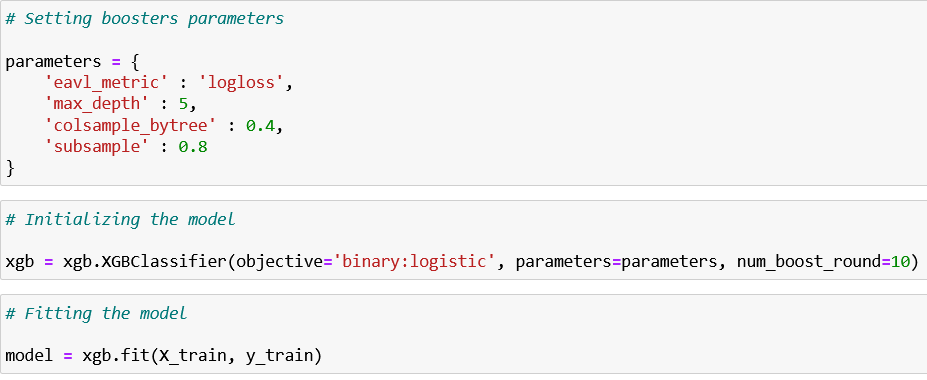 # Setting boosters parameters
parameters = {
    'eavl_metric' : 'logloss',
    'max_depth' : 5,
    'colsample_bytree' : 0.4,
    'subsample' : 0.8
}
# Initializing the model
xgb = xgb.XGBClassifier(objective='binary:logistic', parameters=parameters, num_boost_round=10)
# Fitting the model
model = xgb.fit(X_train, y_train)